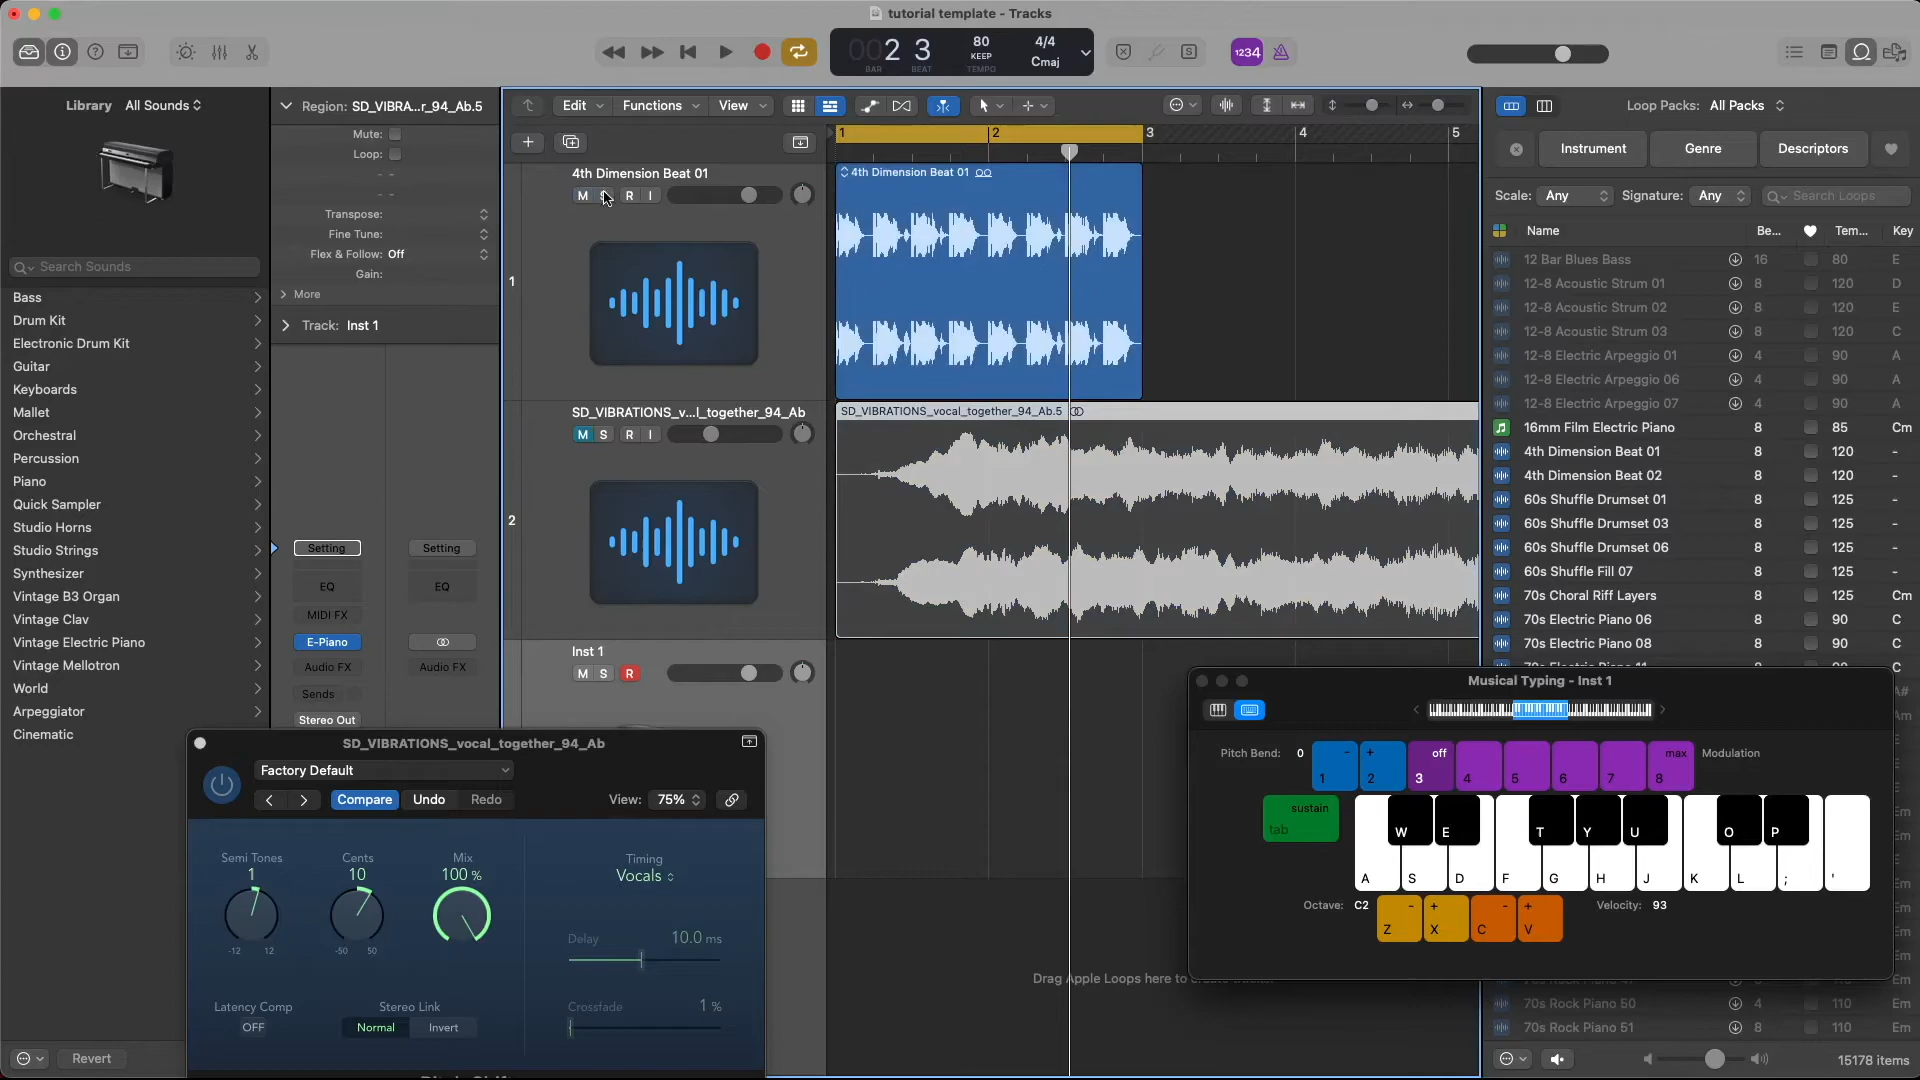 tutorial template - Tracks
002 3
BAR BEAT
80
KEEP
TEMPO
4/4
Cmaj
1234
Library All Sounds
Search Sounds
Bass
Drum Kit
Electronic Drum Kit
Guitar
Keyboards
Mallet
Orchestral
Percussion
Piano
Quick Sampler
Studio Horns
Studio Strings
Synthesizer
Vintage B3 Organ
Vintage Clav
Vintage Electric Piano
Vintage Mellotron
World
Arpeggiator
Cinematic
Revert
Region: SD_VIBRA...r_94_Ab.5
Mute:
Loop:
Transpose:
Fine Tune:
Flex & Follow: Off
Gain:
More
Track: Inst 1
Setting Setting
EQ EQ
MIDI FX
E-Piano
Audio FX Audio FX
Sends
Stereo Out
Edit Functions View
1 2 3 4 5
4th Dimension Beat 01
M S R I
1
4th Dimension Beat 01
SD_VIBRATIONS_v...l_together_94_Ab
M S R I
2
SD_VIBRATIONS_vocal_together_94_Ab.5
Inst 1
M S R
Drag Apple Loops here to
SD_VIBRATIONS_vocal_together_94_Ab
Factory Default
Compare Undo Redo View: 75%
Semi Tones Cents Mix
1 10 100 %
-12 12 -50 50
Timing
Vocals
Delay 10.0 ms
Latency Comp Stereo Link
OFF Normal Invert
Crossfade 1 %
Loop Packs: All Packs
Instrument Genre Descriptors
Scale: Any Signature: Any Search Loops
Name Be... Tem... Key
12 Bar Blues Bass 16 80 E
12-8 Acoustic Strum 01 8 120 D
12-8 Acoustic Strum 02 8 120 E
12-8 Acoustic Strum 03 8 120 C
12-8 Electric Arpeggio 01 4 90 A
12-8 Electric Arpeggio 06 4 90 A
12-8 Electric Arpeggio 07 4 90 A
16mm Film Electric Piano 8 85 Cm
4th Dimension Beat 01 8 120 -
4th Dimension Beat 02 8 120 -
60s Shuffle Drumset 01 8 125 -
60s Shuffle Drumset 03 8 125 -
60s Shuffle Drumset 06 8 125 -
60s Shuffle Fill 07 8 125 -
70s Choral Riff Layers 8 125 Cm
70s Electric Piano 06 8 90 C
70s Electric Piano 08 8 90 C
Musical Typing - Inst 1
Pitch Bend: 0 - + off max Modulation
1 2 3 4 5 6 7 8
sustain
tab
W E T Y U O P
A S D F G H J K L ; '
Octave: C2 - + - + Velocity: 93
Z X C V
70s Rock Piano 50 4 110 Em
70s Rock Piano 51 8 110 Em
15178 items